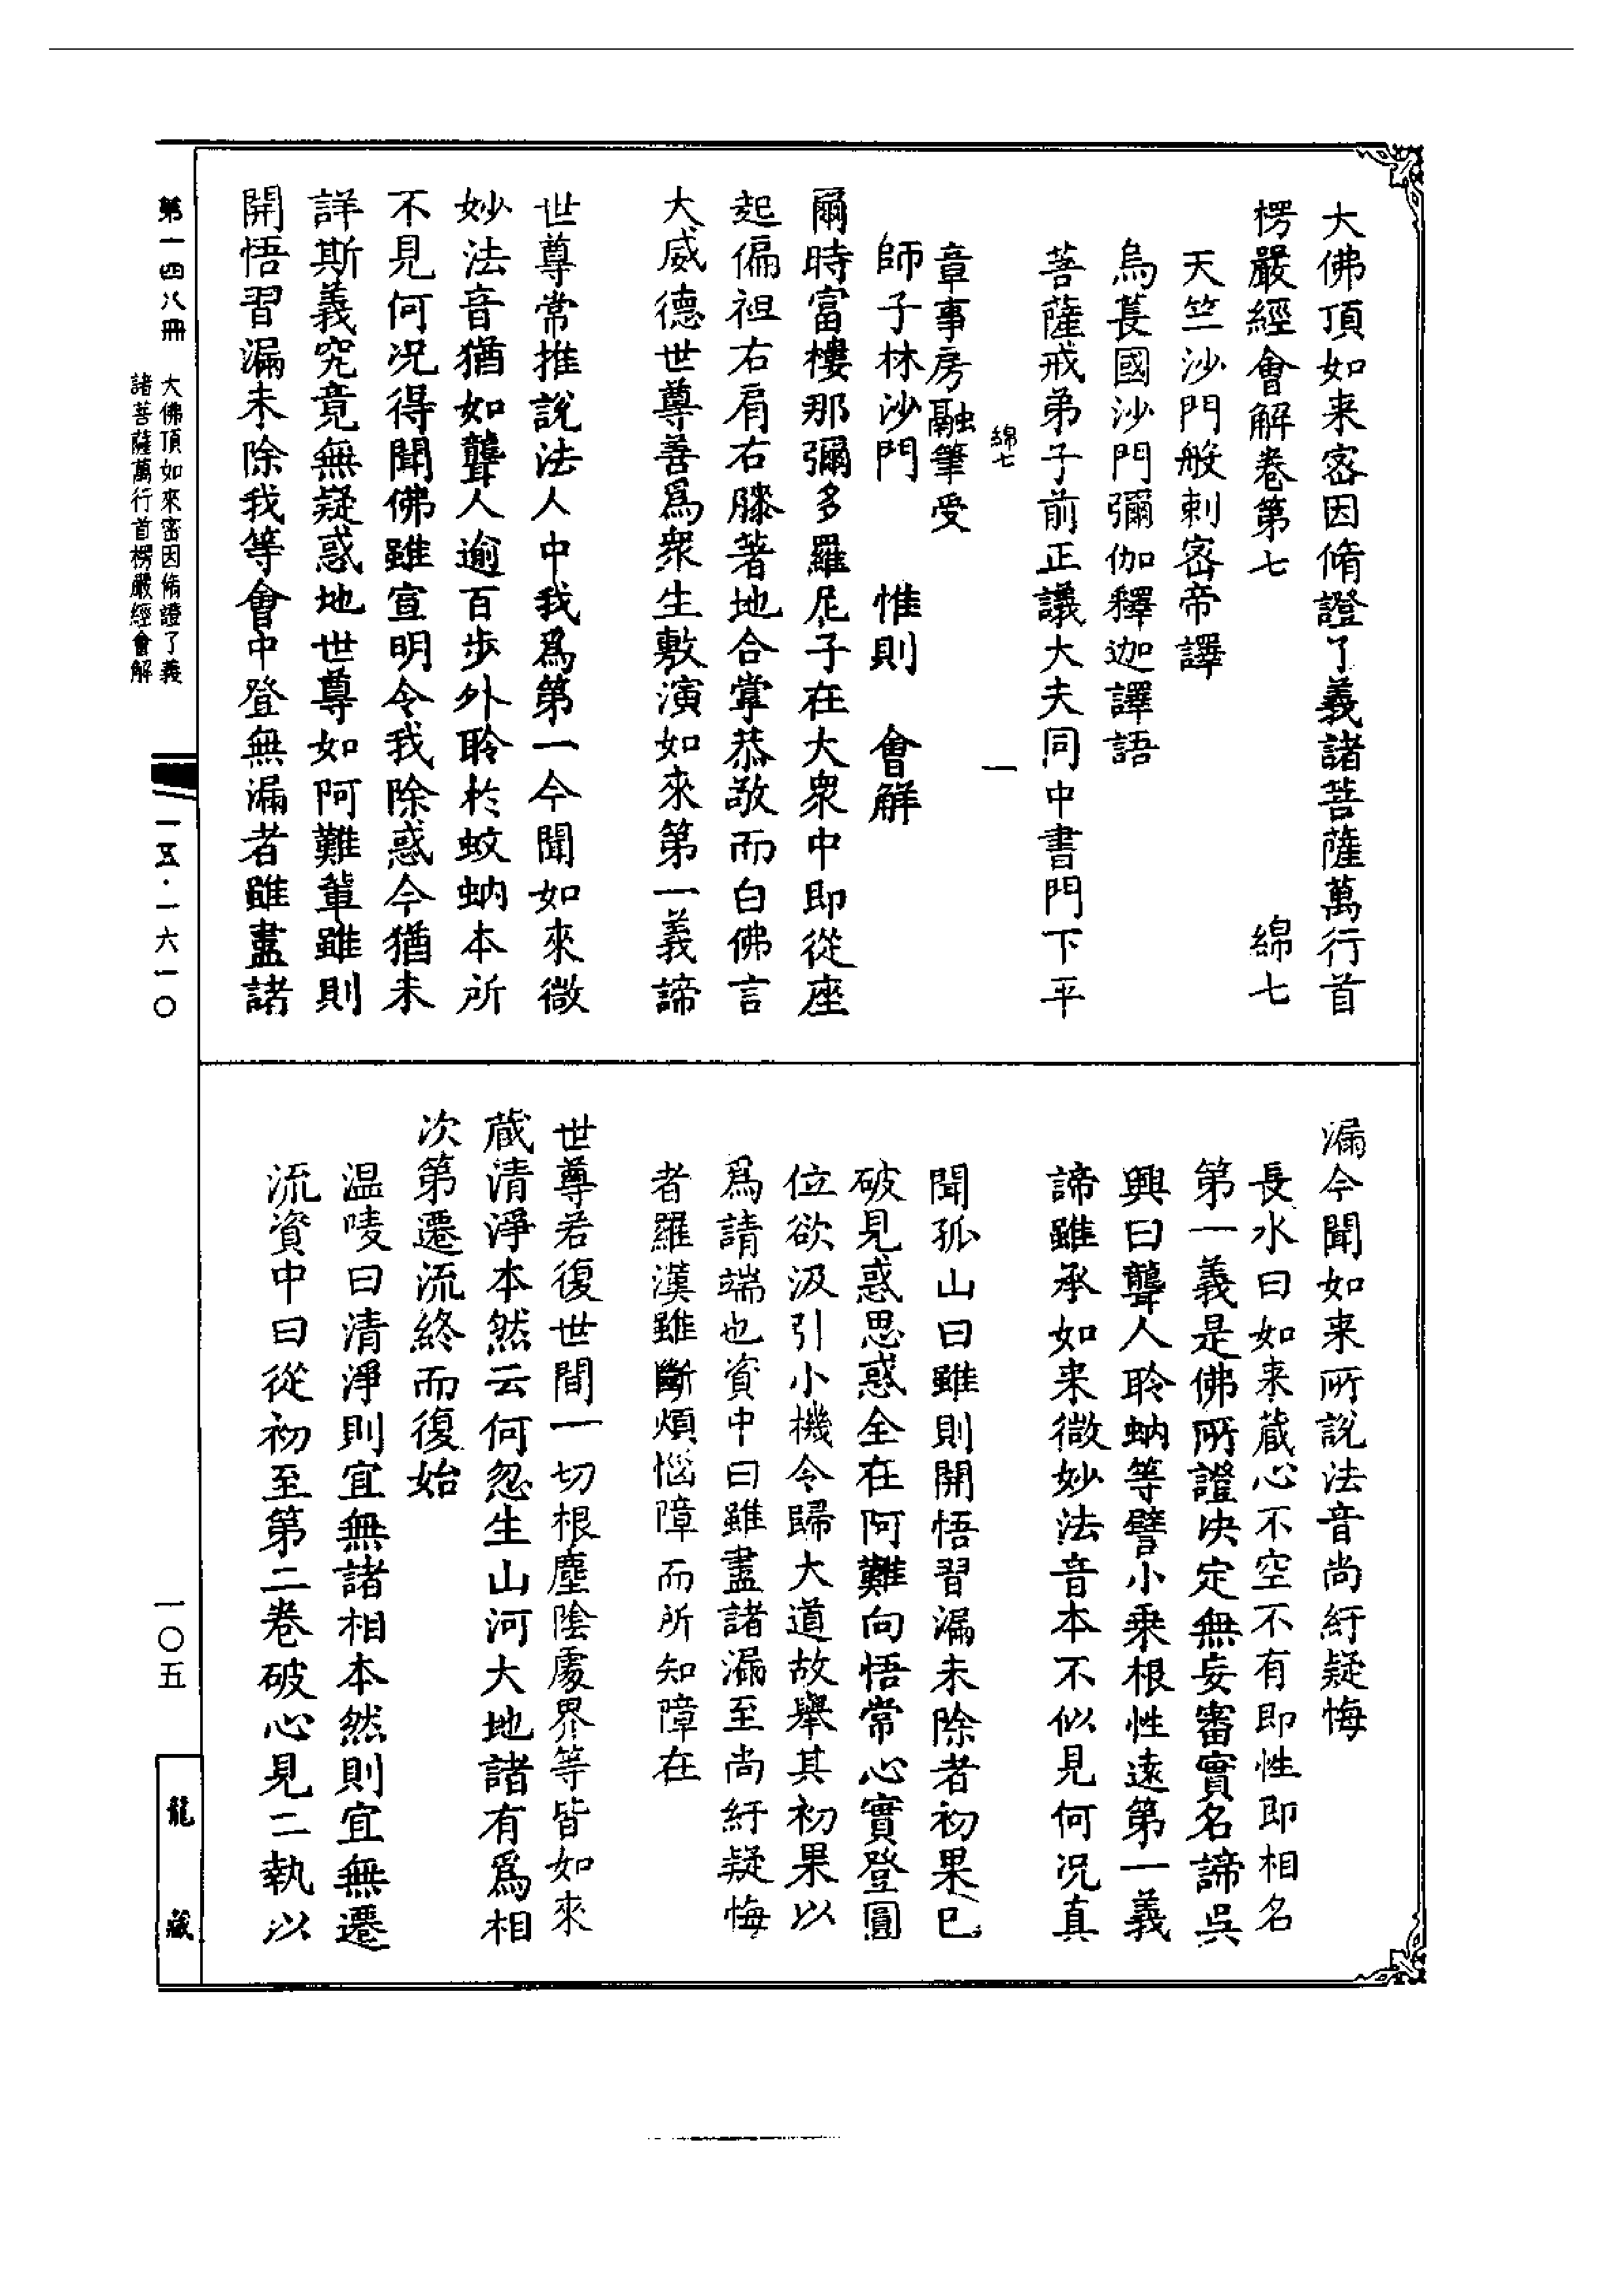 大佛頂如来密因脩證了義諸菩薩萬行首
楞嚴經會解卷第七 綿七
天竺沙門般剌密帝譯
烏萇國沙門彌伽釋迦譯語
菩薩戒弟子前正議大夫同中書門下平
綿七 一
章事房融筆受
師子林沙門 惟則 會解
爾時富樓那彌多羅尼子在大衆中即從座
起偏袒右肩右膝著地合掌恭敬而白佛言
大威德世尊善爲衆生敷演如來第一義諦
世尊常推說法人中我爲第一今聞如來微
妙法音猶如聾人逾百步外聆於蚊蚋本所
不見何况得聞佛雖宣明令我除惑今猶未
詳斯義究竟無疑惑地世尊如阿難輩雖則
開悟習漏未除我等會中登無漏者雖盡諸
漏今聞如来所說法音尚紆疑悔
長水曰如来蔵心不空不有即性即相名
第一義是佛所證决定無妄審實名諦吳
興曰聾人聆蚋等譬小乗根性遠第一義
諦雖承如来微妙法音本不似見何况真
聞孤山曰雖則開悟習漏未除者初果已
破見惑思惑全在阿難向悟常心實登圓
位欲汲引小機令歸大道故舉其初果以
爲請端也資中曰雖盡諸漏至尚紆疑悔
者羅漢雖斷煩惱障而所知障在
世尊若復世間一切根塵陰處界等皆如來
蔵清淨本然云何忽生山河大地諸有爲相
次第遷流終而復始
温陵曰清淨則宜無諸相本然則宜無遷
流資中曰從初至第二卷破心見二執以
第一四八冊
大佛頂如來密因脩證了義
諸菩薩萬行首楞嚴經會解
一五·一六一〇
一〇五
龍藏